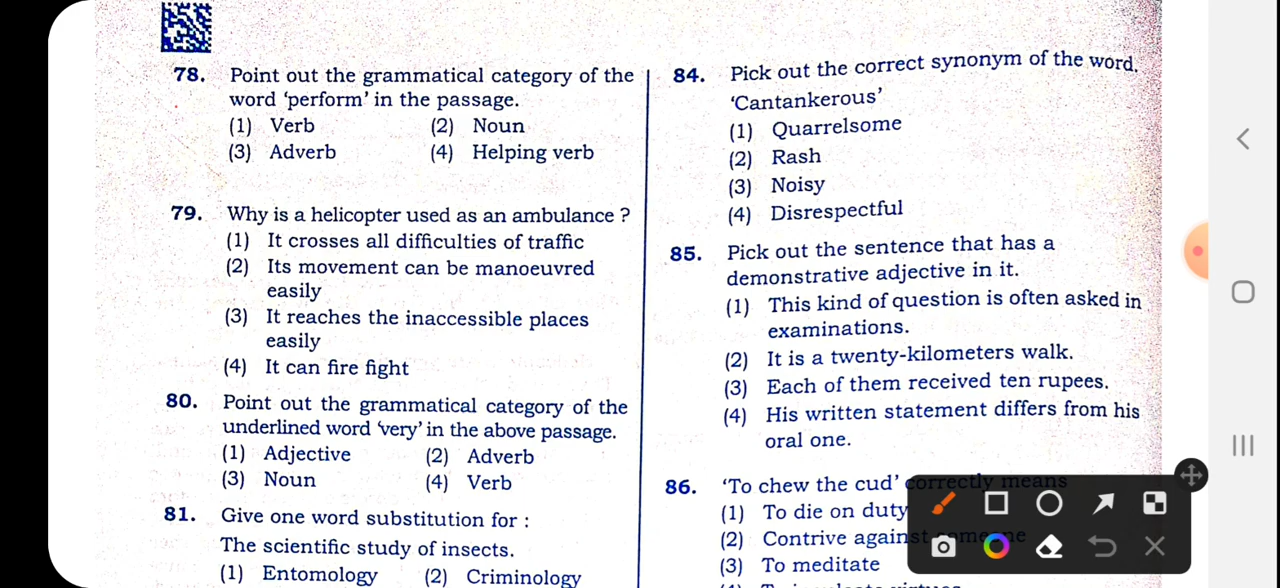 78. Point out the grammatical category of the
word ‘perform’ in the passage.
(1) Verb (2) Noun
(3) Adverb (4) Helping verb
79. Why is a helicopter used as an ambulance ?
(1) It crosses all difficulties of traffic
(2) Its movement can be manoeuvred
easily
(3) It reaches the inaccessible places
easily
(4) It can fire fight
80. Point out the grammatical category of the
underlined word ‘very’ in the above passage.
(1) Adjective (2) Adverb
(3) Noun (4) Verb
81. Give one word substitution for :
The scientific study of insects.
(1) Entomology (2) Criminology
84. Pick out the correct synonym of the word.
‘Cantankerous’
(1) Quarrelsome
(2) Rash
(3) Noisy
(4) Disrespectful
85. Pick out the sentence that has a
demonstrative adjective in it.
(1) This kind of question is often asked in
examinations.
(2) It is a twenty-kilometers walk.
(3) Each of them received ten rupees.
(4) His written statement differs from his
oral one.
86. ‘To chew the cud’ correctly means
(1) To die on duty
(2) Contrive against someone
(3) To meditate